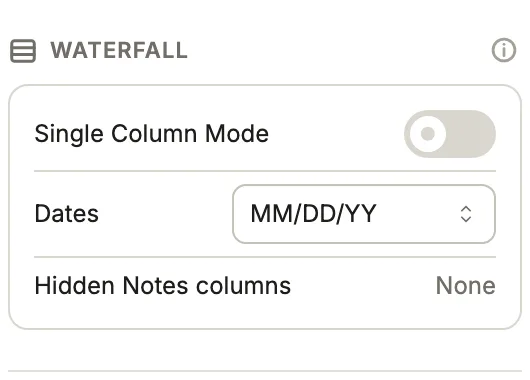 WATERFALL
Single Column Mode
Dates MM/DD/YY
Hidden Notes columns None